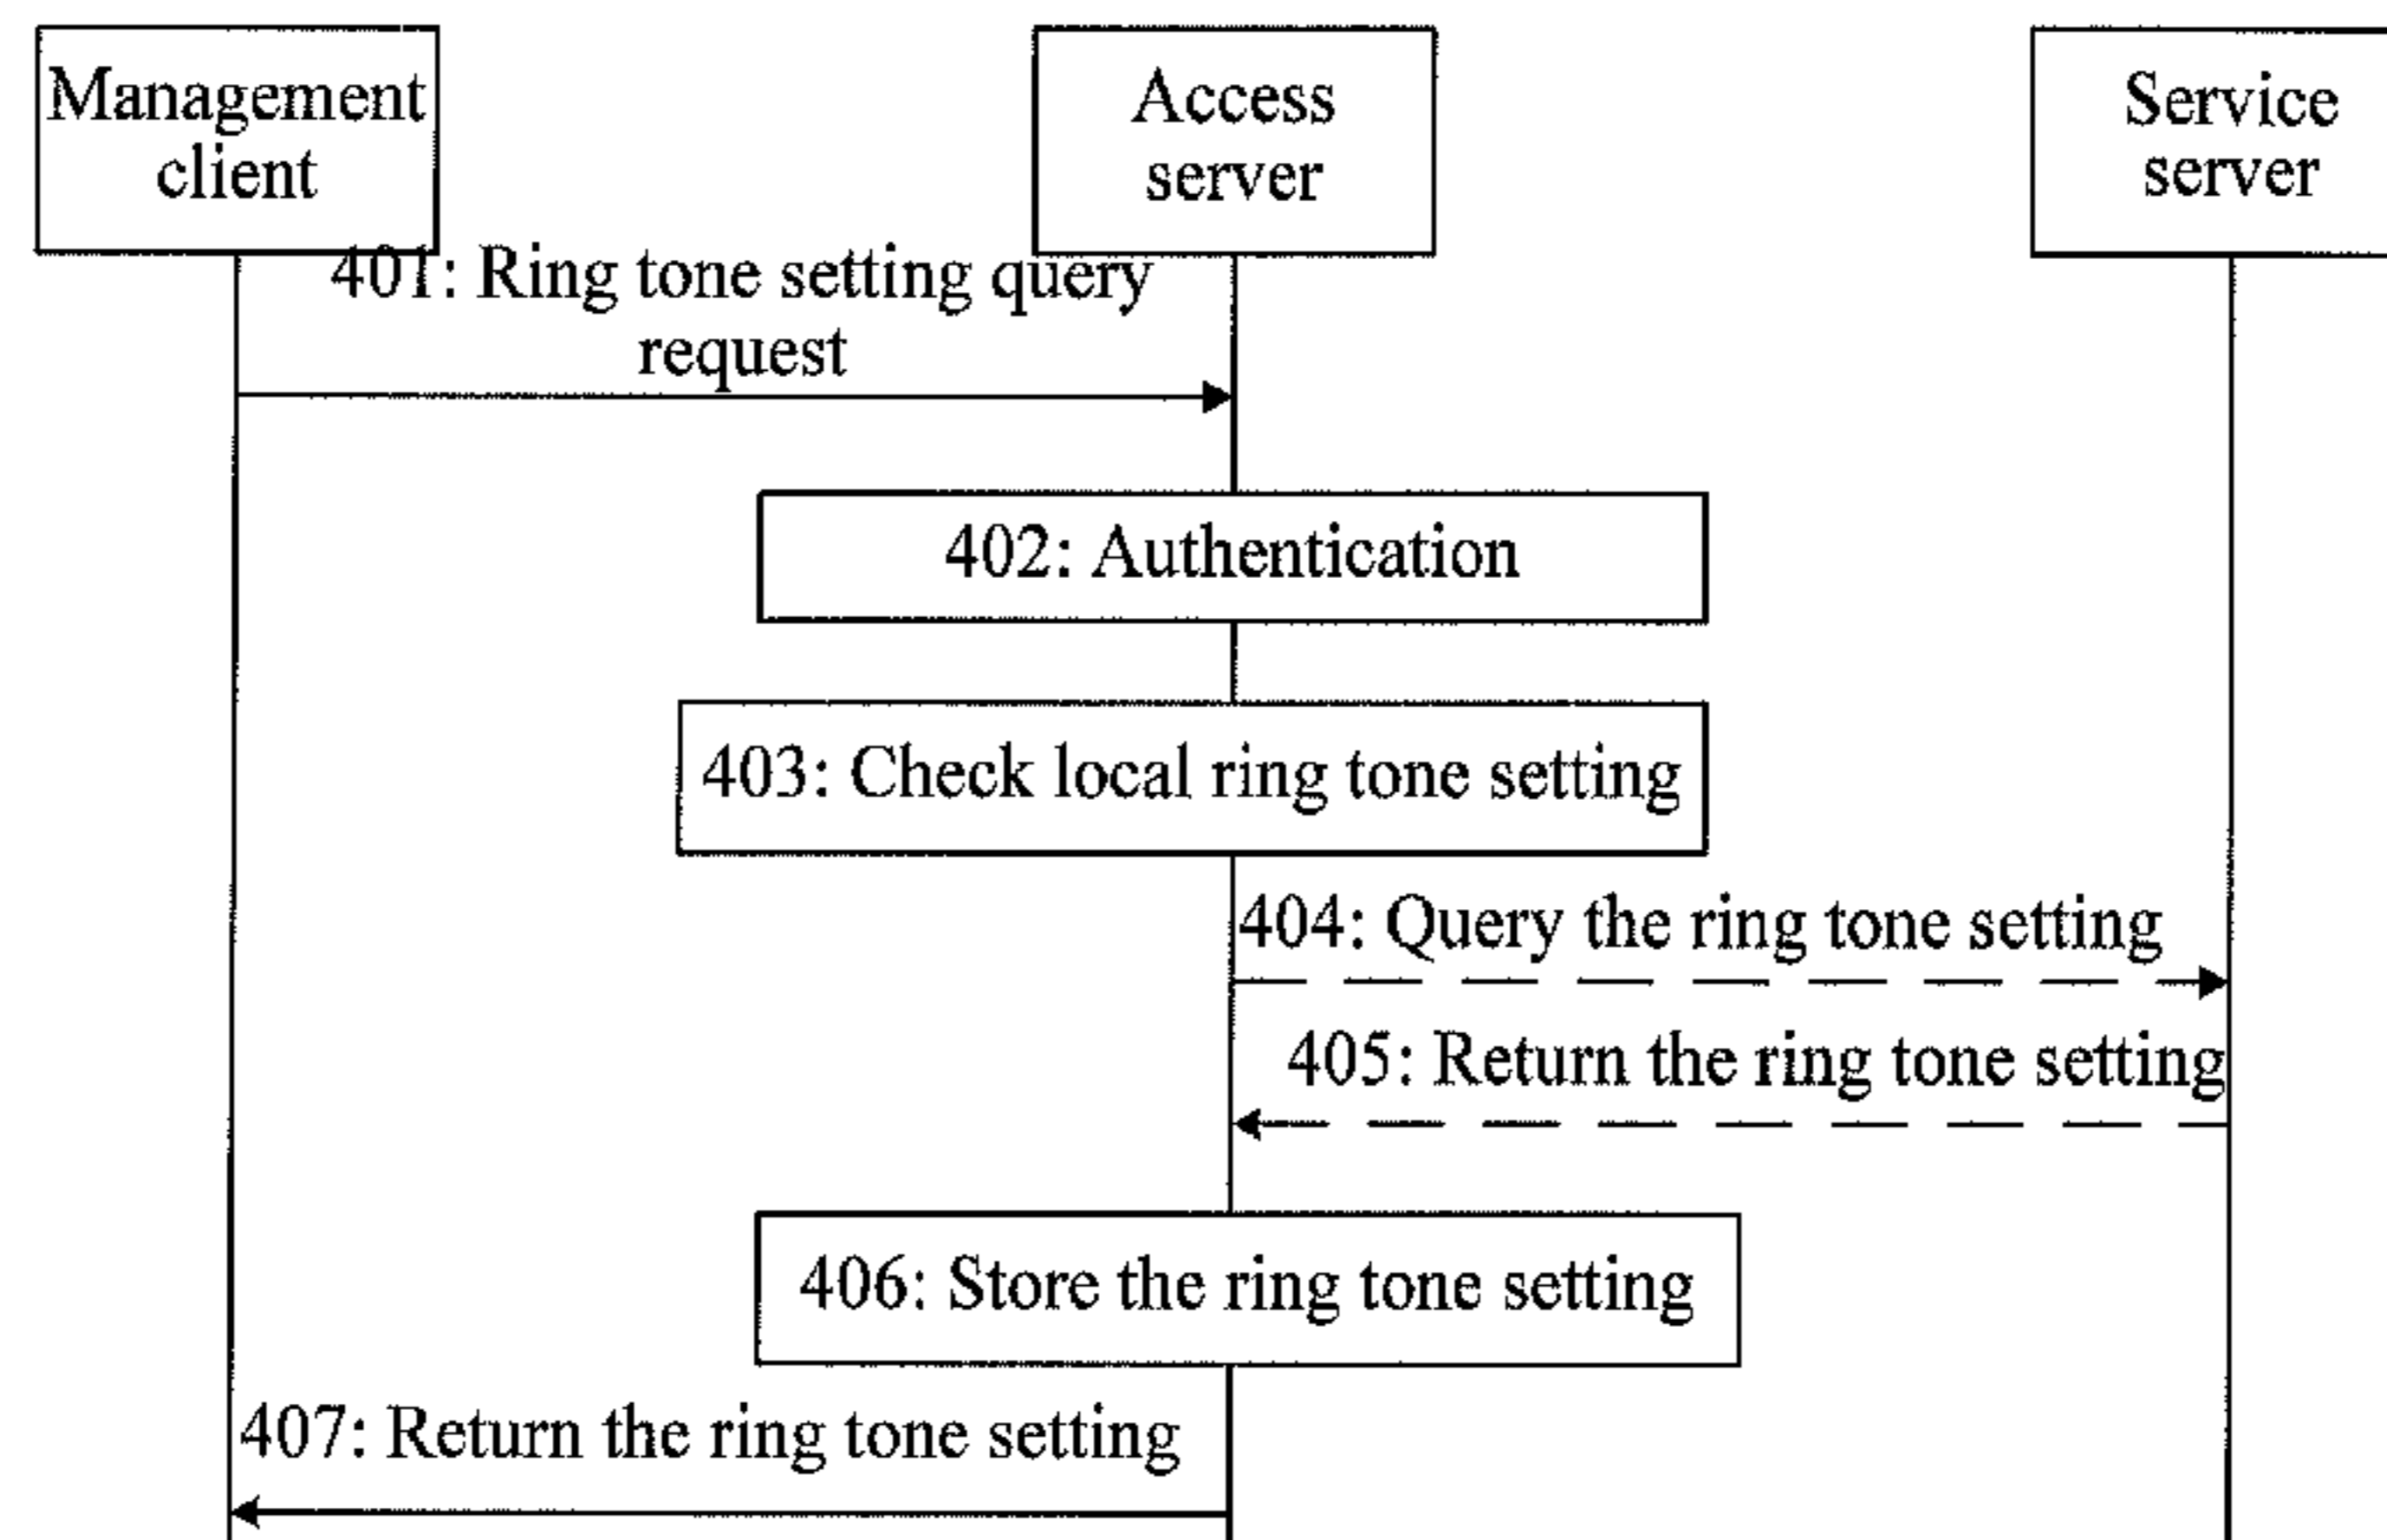 Management
client
Access
server
Service
server
401: Ring tone setting query
request
402: Authentication
403: Check local ring tone setting
404: Query the ring tone setting
405: Return the ring tone setting
406: Store the ring tone setting
407: Return the ring tone setting